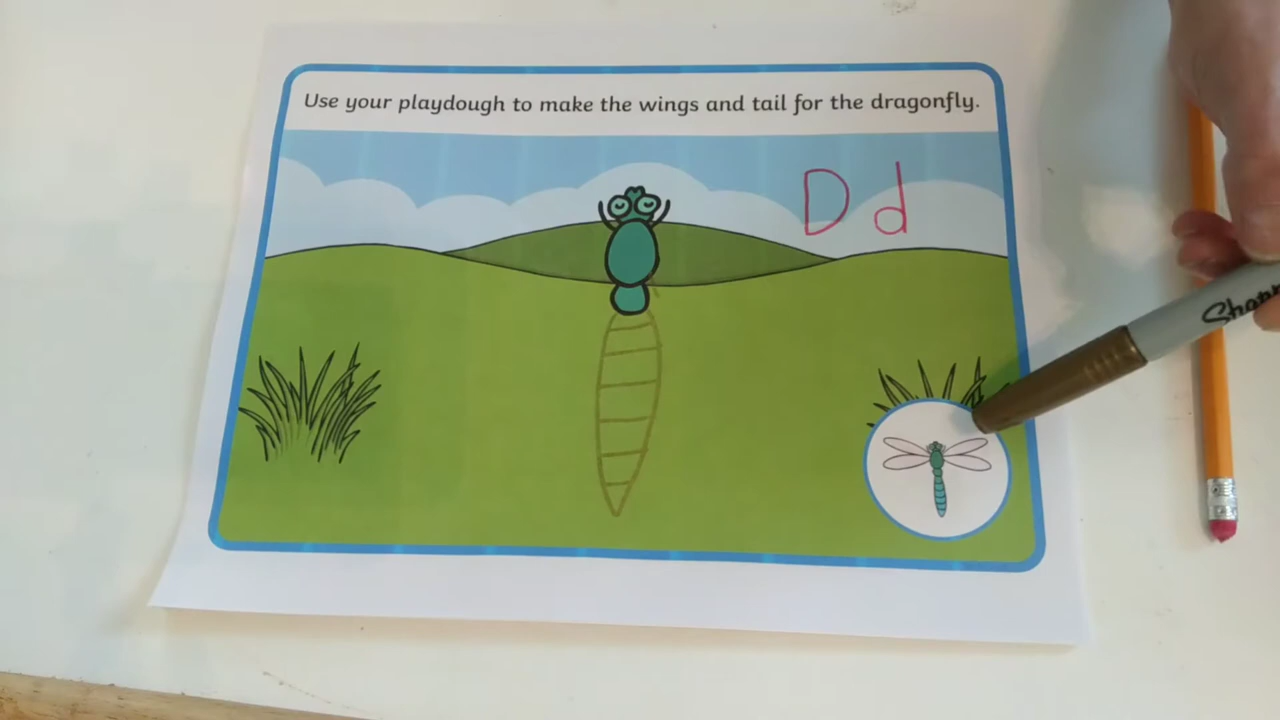 Use your playdough to make the wings and tail for the dragonfly.
D d